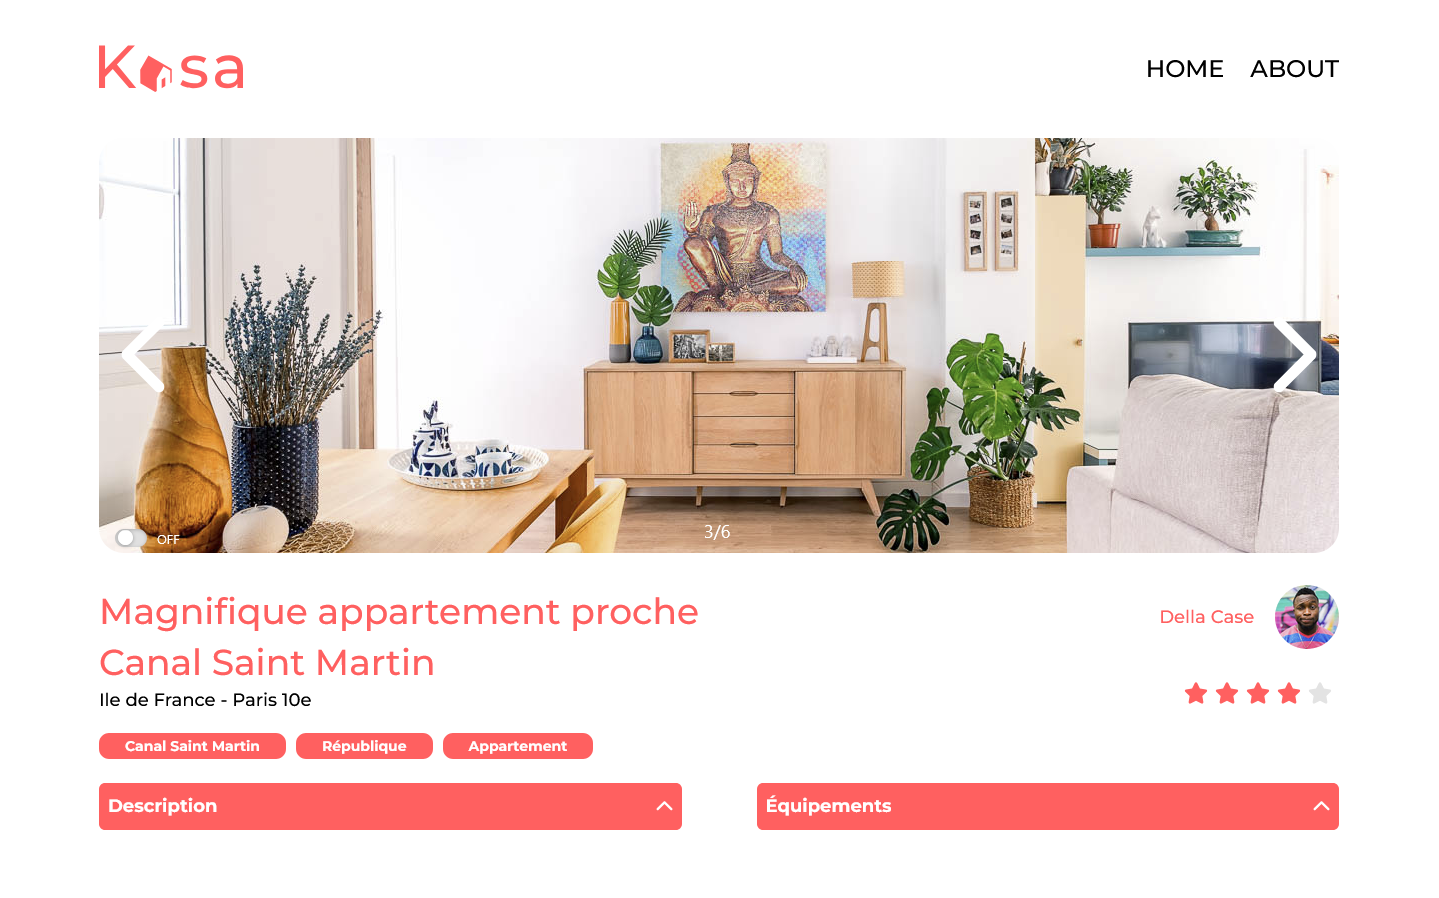 Kasa
HOME ABOUT
OFF
3/6
Magnifique appartement proche
Canal Saint Martin
Della Case
Ile de France - Paris 10e
Canal Saint Martin République Appartement
Description Équipements